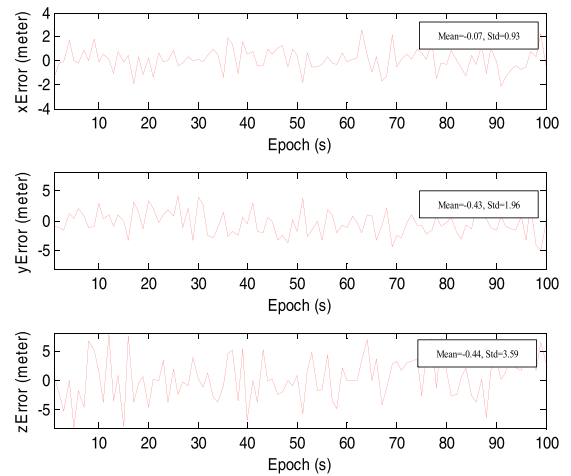 4
2
0
-2
-4
xError (meter)
Mean=-0.07, Std=0.93
10 20 30 40 50 60 70 80 90 100
Epoch (s)
5
0
-5
yError (meter)
Mean=-0.43, Std=1.96
10 20 30 40 50 60 70 80 90 100
Epoch (s)
5
0
-5
zError (meter)
Mean=-0.44, Std=3.59
10 20 30 40 50 60 70 80 90 100
Epoch (s)